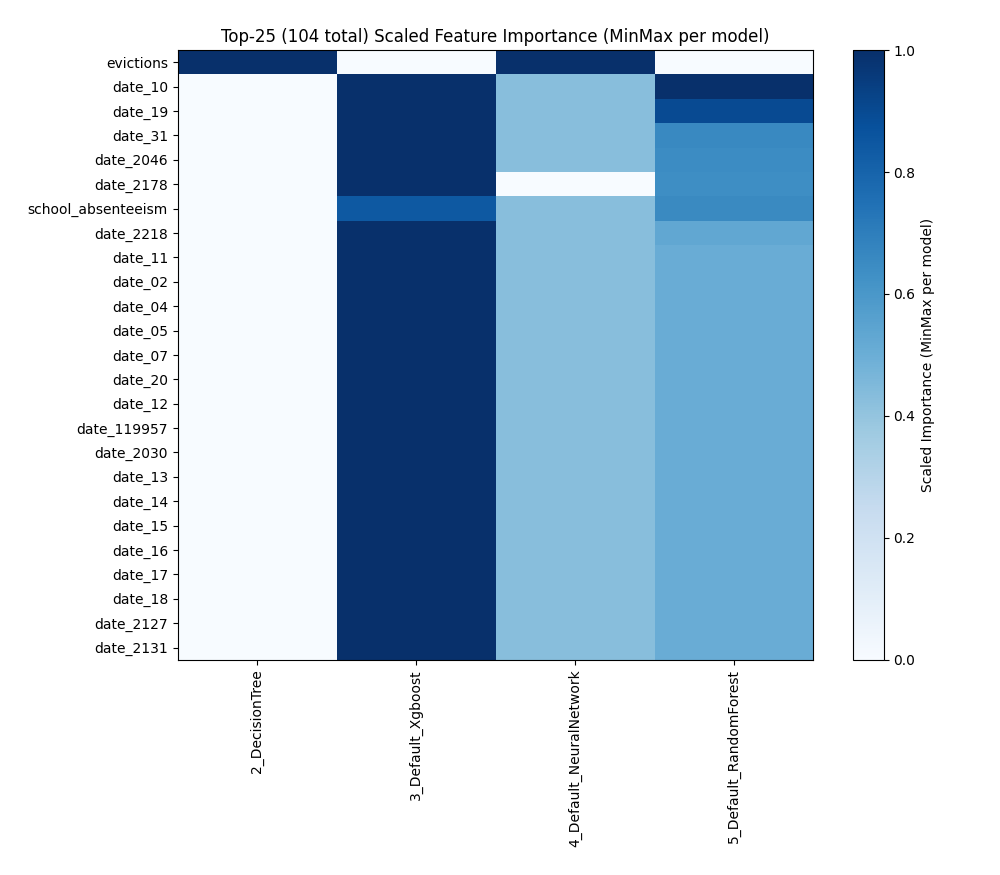 Top-25 (104 total) Scaled Feature Importance (MinMax per model)
evictions
date_10
date_19
date_31
date_2046
date_2178
school_absenteeism
date_2218
date_11
date_02
date_04
date_05
date_07
date_20
date_12
date_119957
date_2030
date_13
date_14
date_15
date_16
date_17
date_18
date_2127
date_2131
2_DecisionTree
3_Default_Xgboost
4_Default_NeuralNetwork
5_Default_RandomForest
1.0
0.8
0.6
0.4
0.2
0.0
Scaled Importance (MinMax per model)